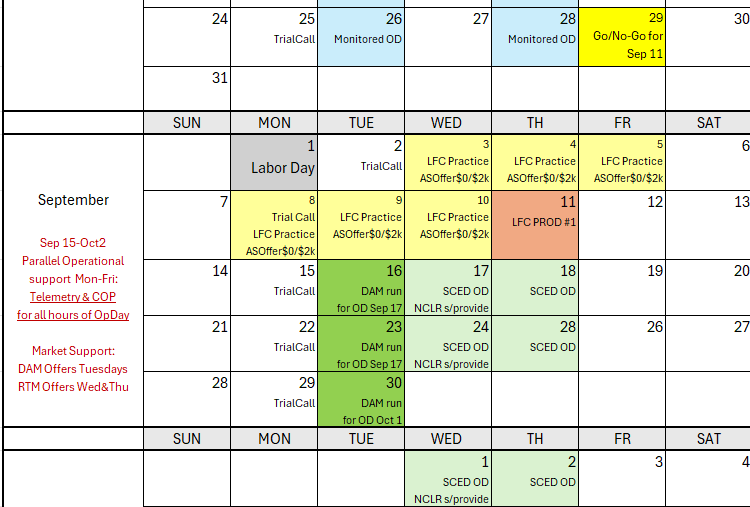 24 25 26 27 28 29 30
TrialCall Monitored OD Monitored OD Go/No-Go for
Sep 11
31
SUN MON TUE WED TH FR SAT
1 2 3 4 5 6
Labor Day TrialCall LFC Practice LFC Practice LFC Practice
ASOffer$0/$2k ASOffer$0/$2k ASOffer$0/$2k
September
Sep 15-Oct2
Parallel Operational
support Mon-Fri:
Telemetry & COP
for all hours of OpDay
Market Support:
DAM Offers Tuesdays
RTM Offers Wed&Thu
7 8 9 10 11 12 13
Trial Call LFC Practice LFC Practice LFC PROD #1
LFC Practice ASOffer$0/$2k ASOffer$0/$2k
ASOffer$0/$2k
14 15 16 17 18 19 20
TrialCall DAM run SCED OD SCED OD
for OD Sep 17 NCLR s/provide
21 22 23 24 28 26 27
TrialCall DAM run SCED OD SCED OD
for OD Sep 17 NCLR s/provide
28 29 30
TrialCall DAM run
for OD Oct 1
SUN MON TUE WED TH FR SAT
1 2 3 4
SCED OD SCED OD
NCLR s/provide